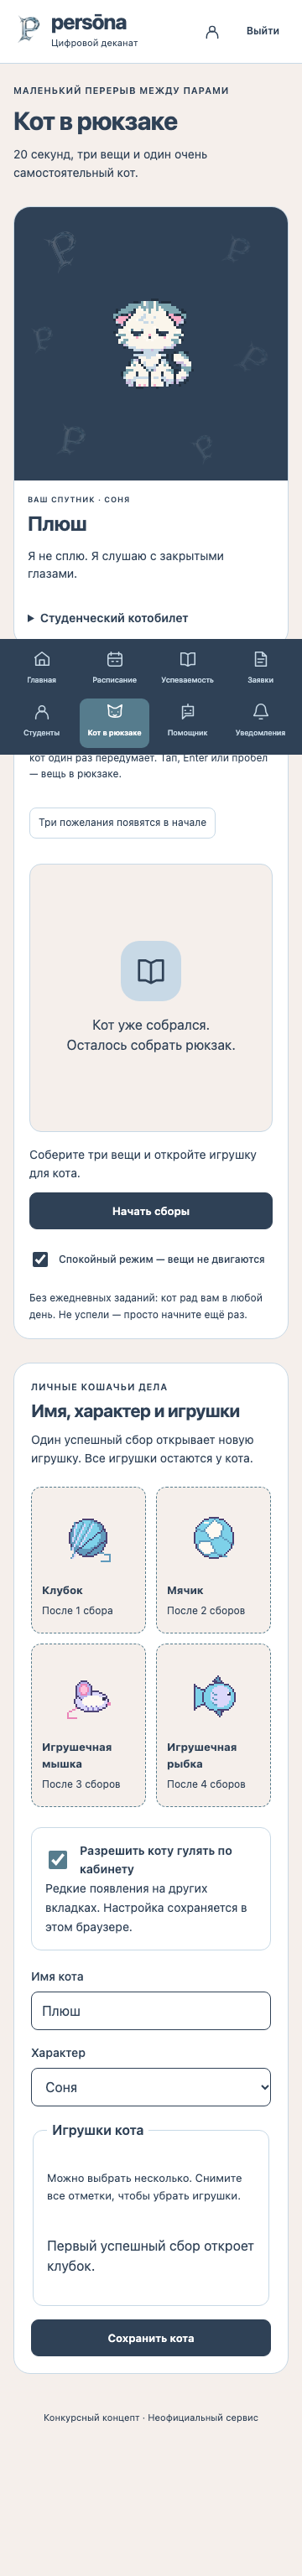 persōna
Цифровой деканат
Выйти
МАЛЕНЬКИЙ ПЕРЕРЫВ МЕЖДУ ПАРАМИ
Кот в рюкзаке
20 секунд, три вещи и один очень
самостоятельный кот.
ВАШ СПУТНИК · СОНЯ
Плюш
Я не сплю. Я слушаю с закрытыми
глазами.
Студенческий котобилет
Главная
Расписание
Успеваемость
Заявки
Студенты
Кот в рюкзаке
Помощник
Уведомления
кот один раз передумает. Тап, Enter или пробел
— вещь в рюкзаке.
Три пожелания появятся в начале
Кот уже собрался.
Осталось собрать рюкзак.
Соберите три вещи и откройте игрушку
для кота.
Начать сборы
Спокойный режим — вещи не двигаются
Без ежедневных заданий: кот рад вам в любой
день. Не успели — просто начните ещё раз.
ЛИЧНЫЕ КОШАЧЬИ ДЕЛА
Имя, характер и игрушки
Один успешный сбор открывает новую
игрушку. Все игрушки остаются у кота.
Клубок
После 1 сбора
Мячик
После 2 сборов
Игрушечная
мышка
После 3 сборов
Игрушечная
рыбка
После 4 сборов
Разрешить коту гулять по
кабинету
Редкие появления на других
вкладках. Настройка сохраняется в
этом браузере.
Имя кота
Плюш
Характер
Соня
Игрушки кота
Можно выбрать несколько. Снимите
все отметки, чтобы убрать игрушки.
Первый успешный сбор откроет
клубок.
Сохранить кота
Конкурсный концепт · Неофициальный сервис